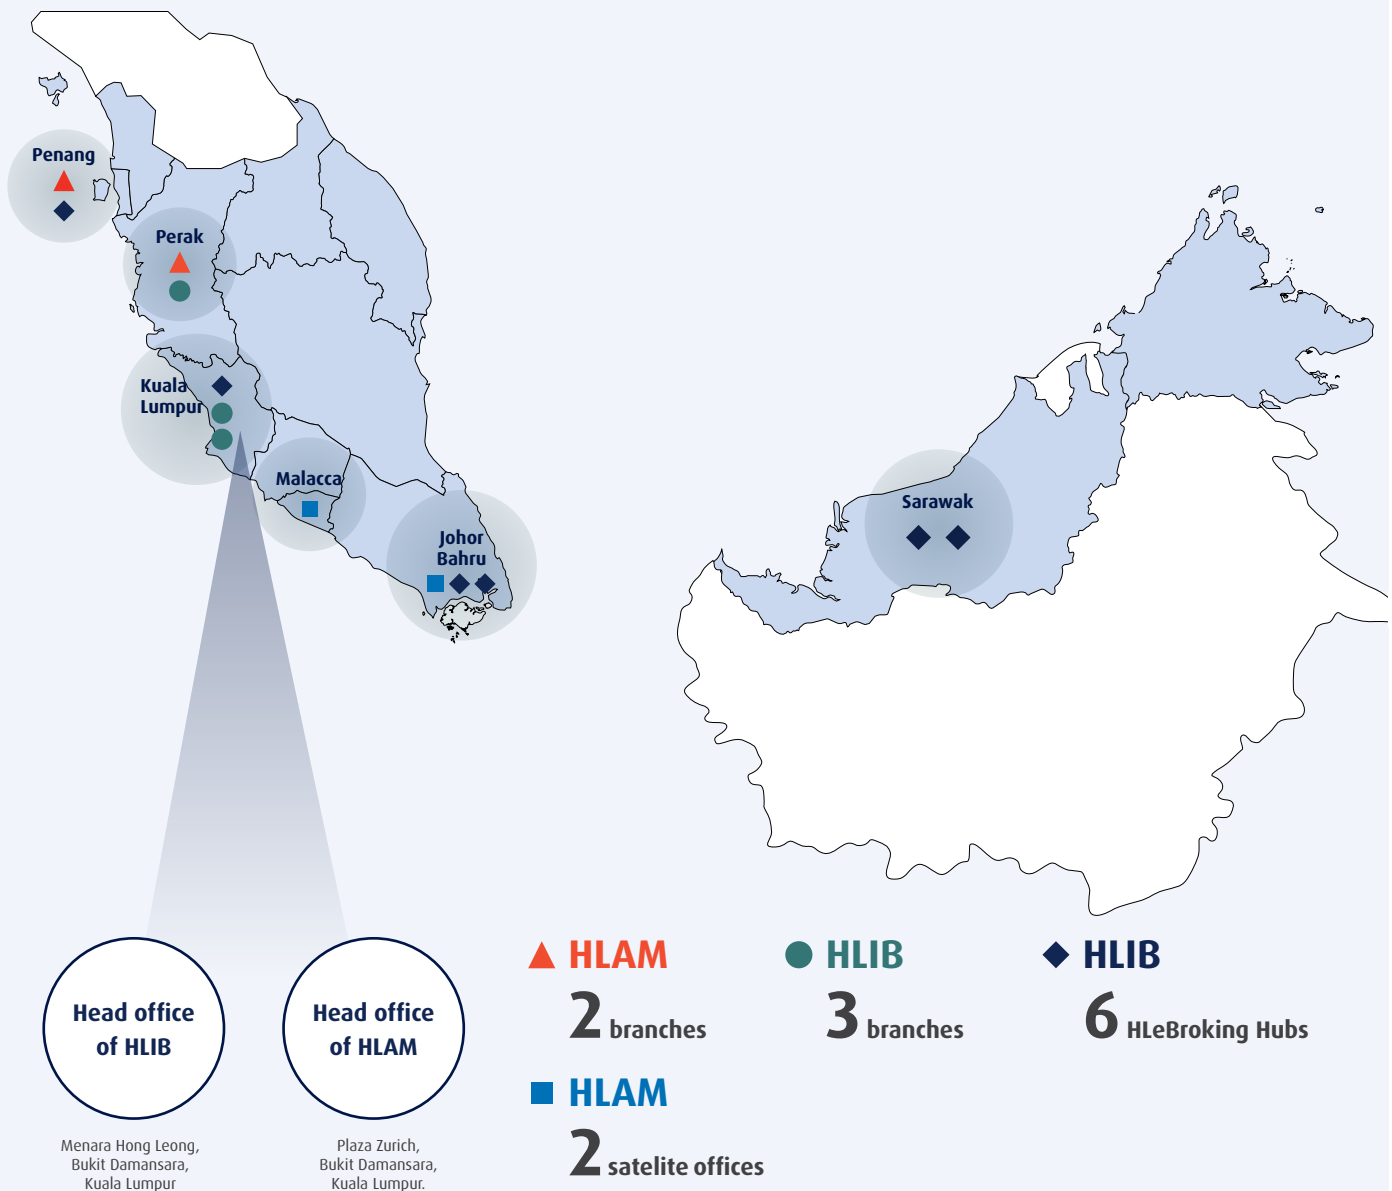 Penang
Perak
Kuala
Lumpur
Malacca
Johor
Bahru
Sarawak
Head office
of HLIB
Menara Hong Leong,
Bukit Damansara,
Kuala Lumpur
Head office
of HLAM
Plaza Zurich,
Bukit Damansara,
Kuala Lumpur.
HLAM
2 branches
HLIB
3 branches
HLIB
6 HLeBroking Hubs
HLAM
2 satelite offices